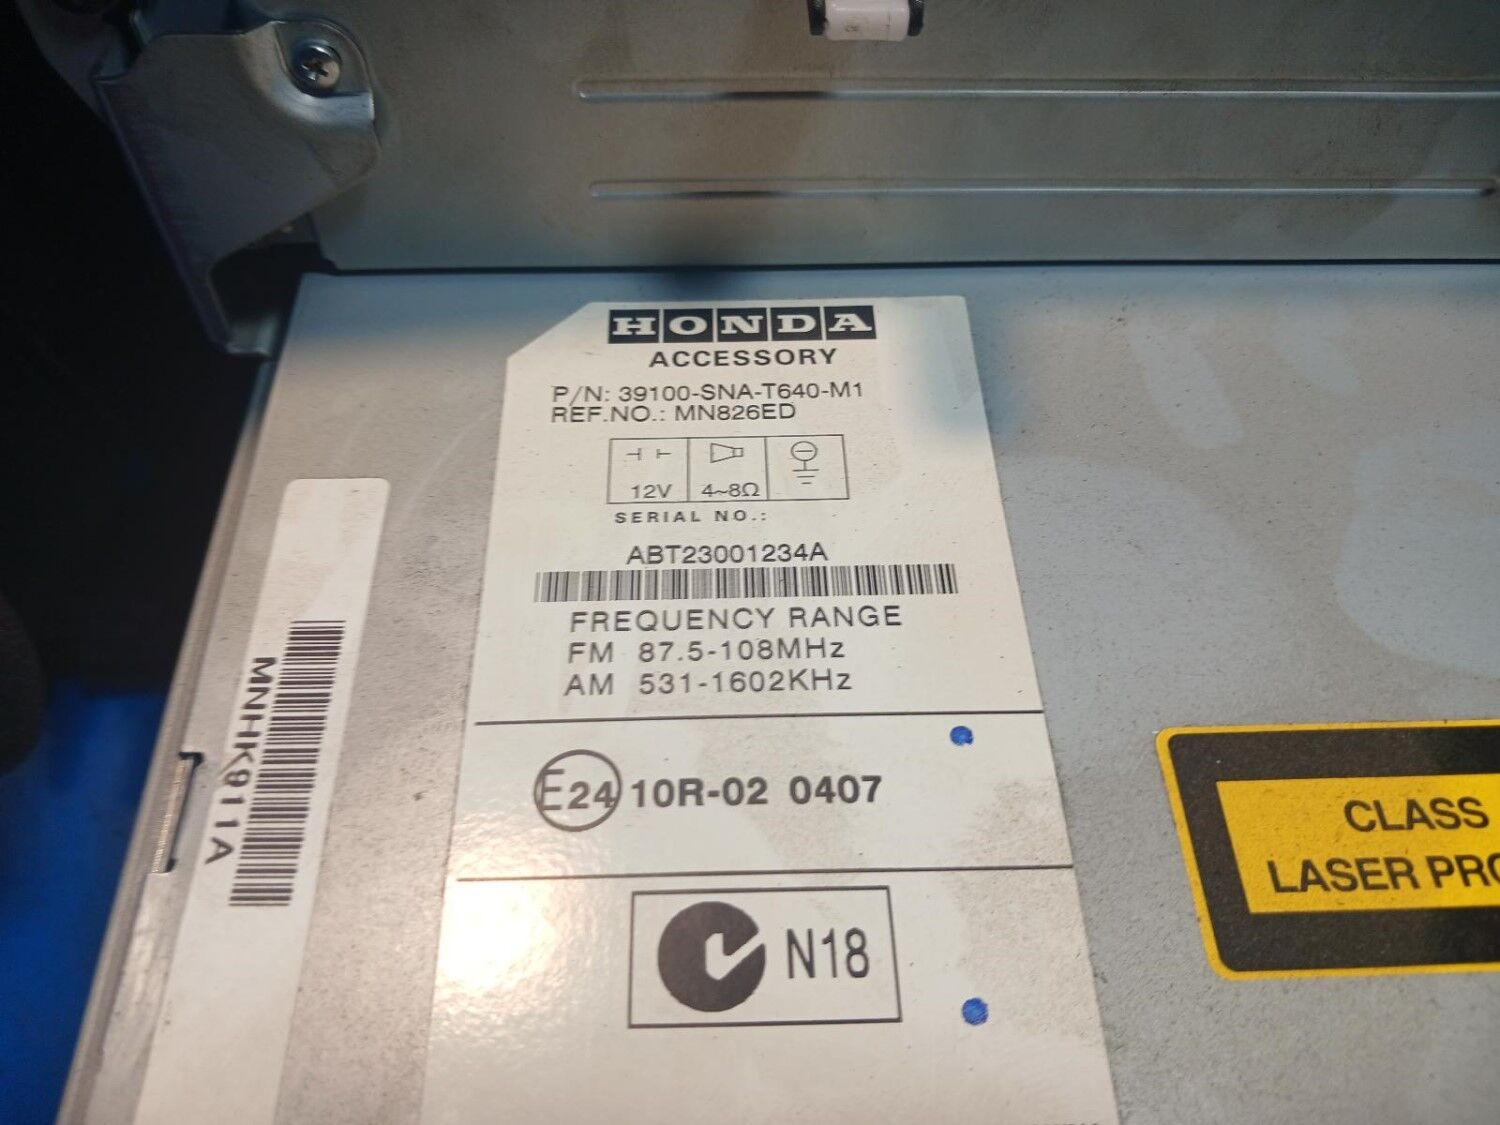 HONDA
ACCESSORY
P/N: 39100-SNA-T640-M1
REF.NO.: MN826ED
12V 4~8Ω
SERIAL NO.:
ABT23001234A
FREQUENCY RANGE
FM 87.5-108MHz
AM 531-1602KHz
E24 10R-02 0407
N18
MNHK911A
CLASS
LASER PRO